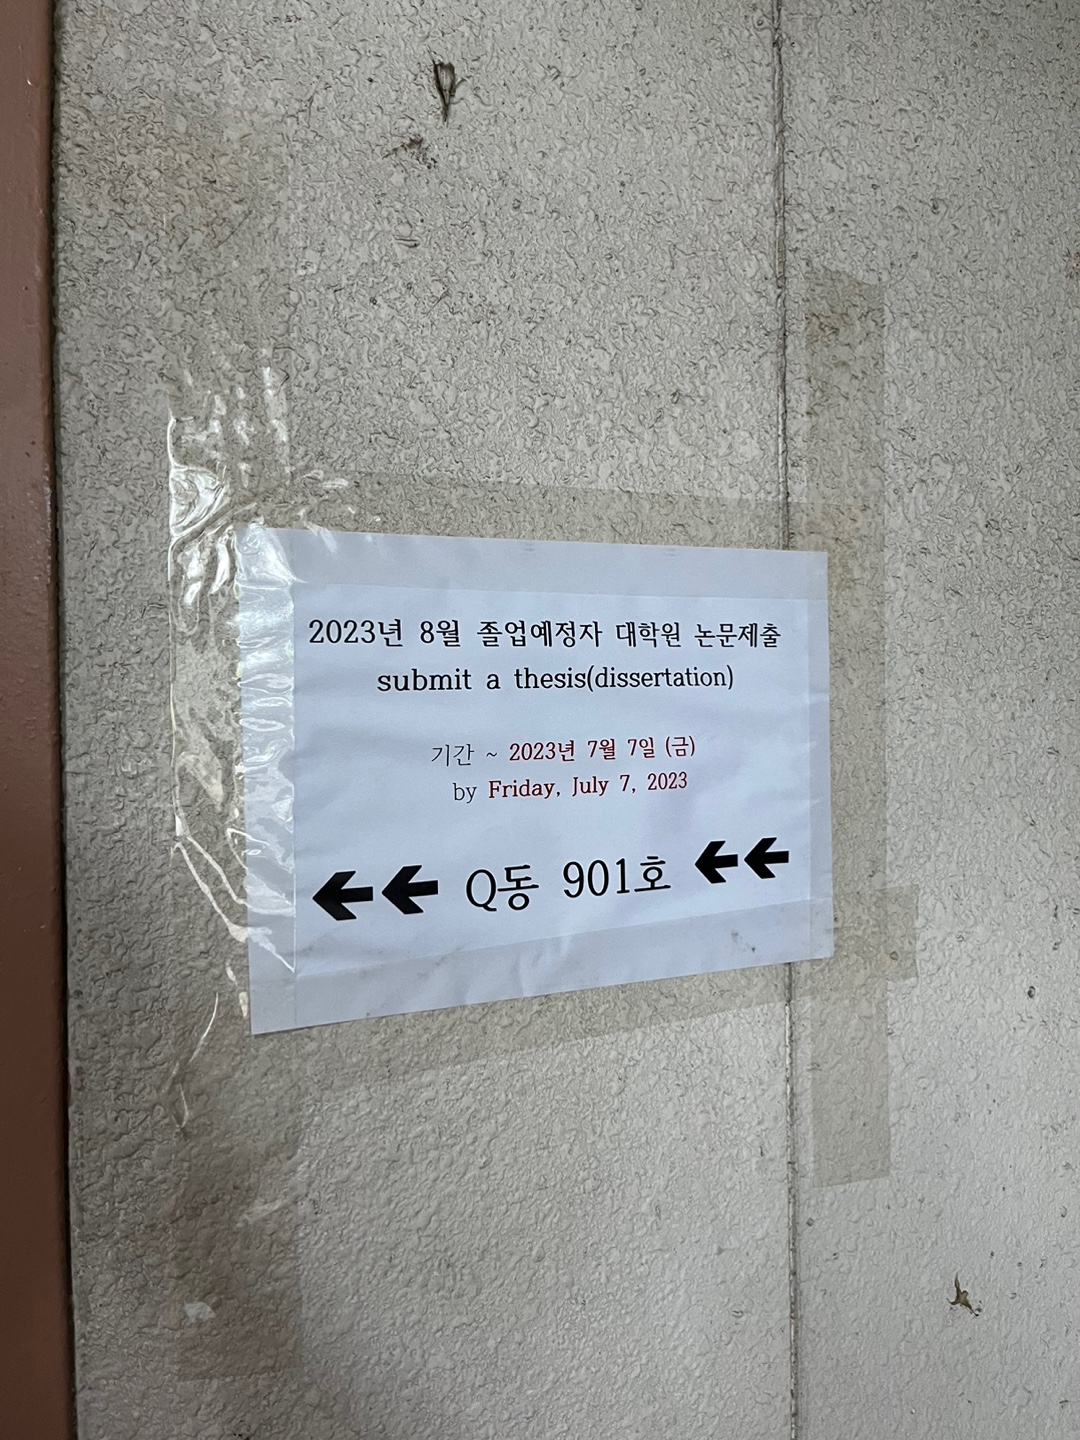 2023년 8월 졸업예정자 대학원 논문제출
submit a thesis(dissertation)
기간 ~ 2023년 7월 7일 (금)
by Friday, July 7, 2023
🡸🡸 Q동 901호 🡸🡸